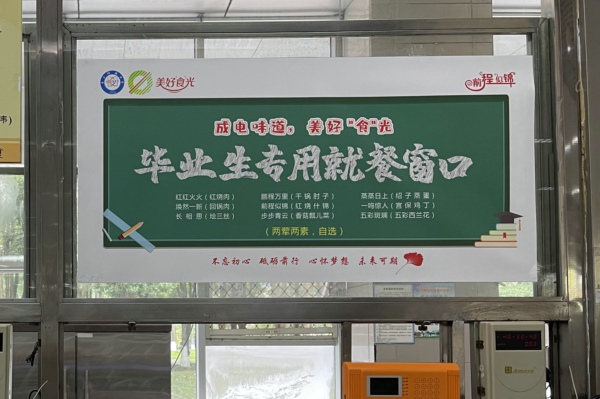 美好食光
前程似锦
成电味道，美好"食"光
毕业生专用就餐窗口
红红火火（红烧肉） 鹏程万里（千锅肘子） 蒸蒸日上（绍子蒸蛋）
焕然一新（回锅肉） 前程似锦（红烧什锦） 一鸣惊人（宫保鸡丁）
长相思（烩三丝） 步步青云（香菇瓢儿菜） 五彩斑斓（五彩西兰花）
（两荤两素，自选）
不忘初心 砥砺前行 心怀梦想 未来可期